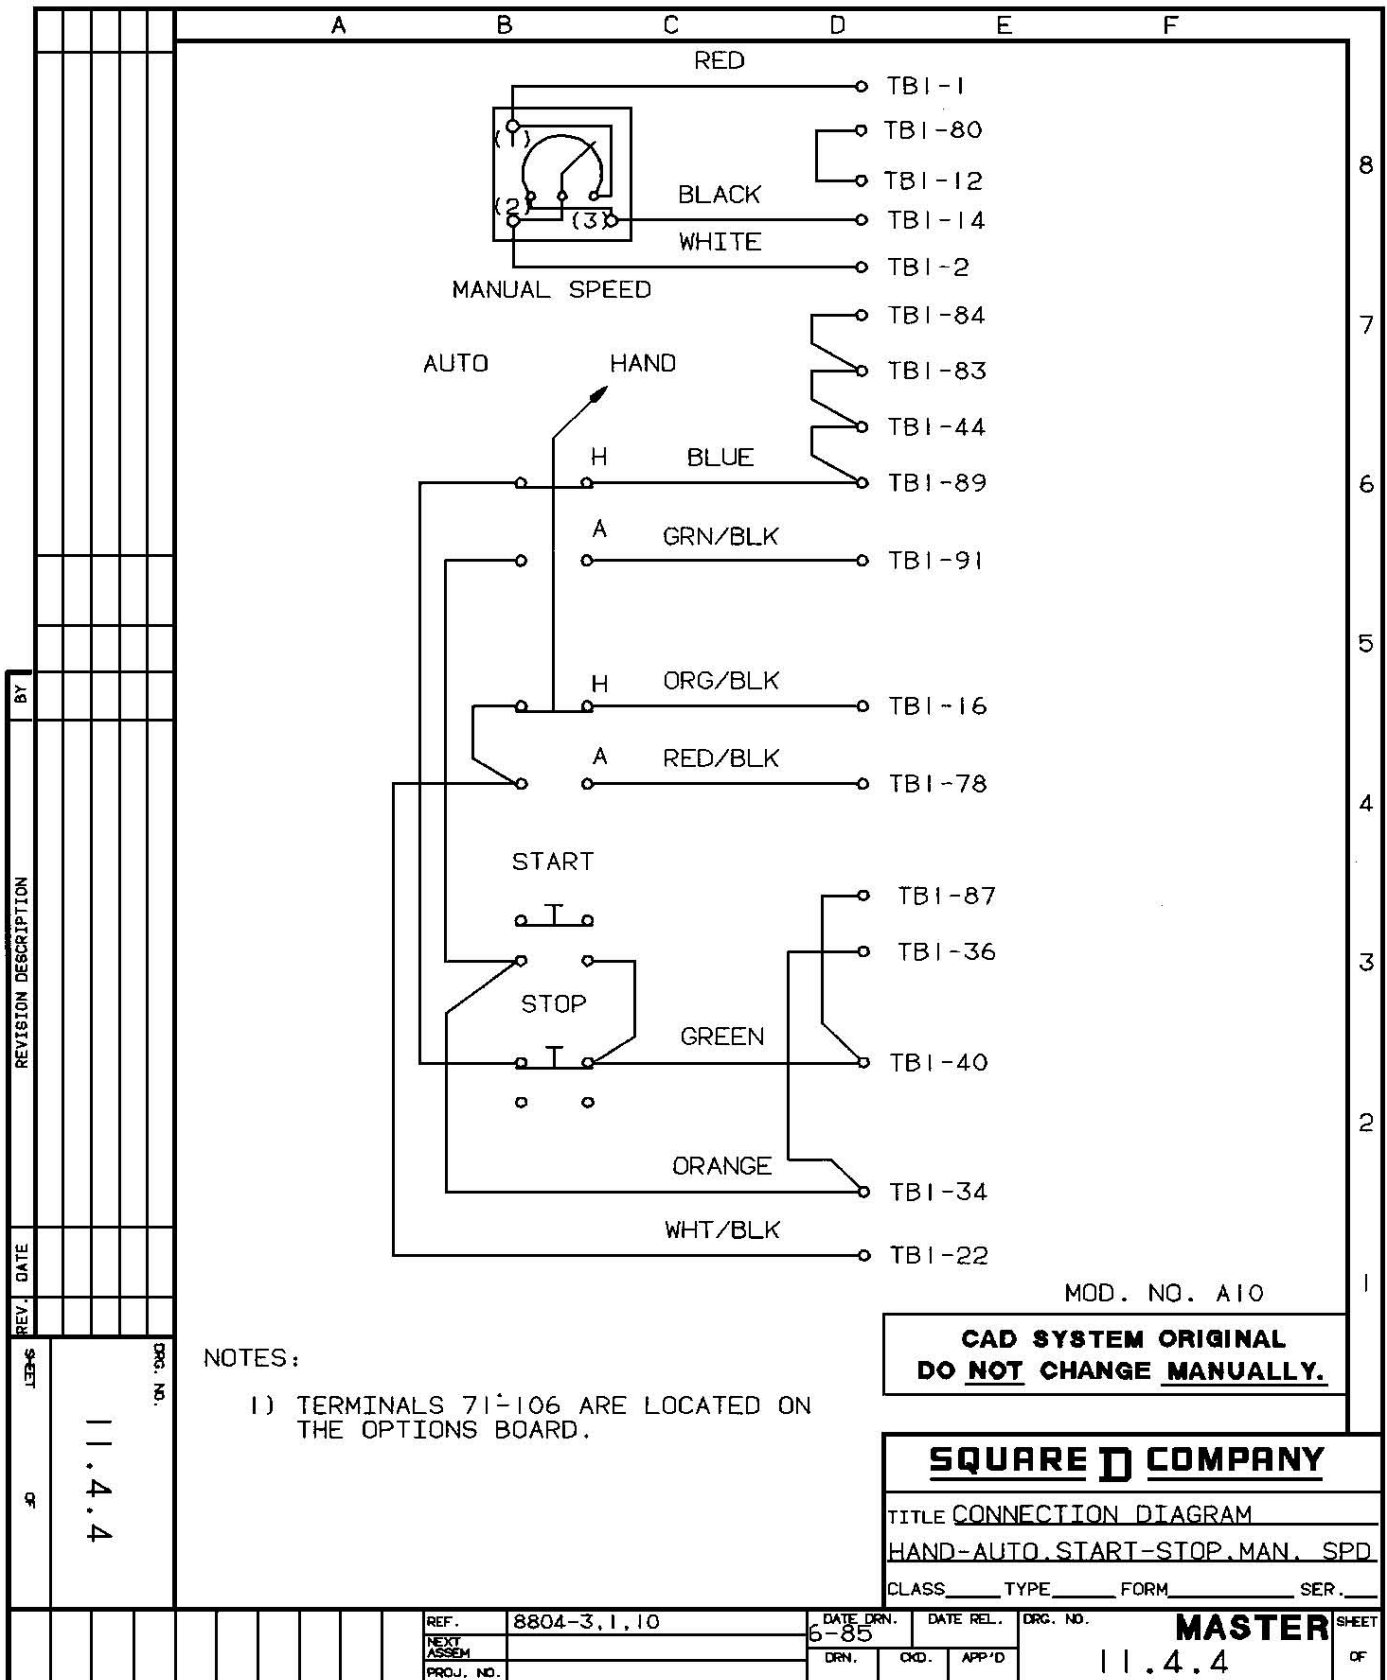 A B C D E F
RED
TB1-1
TB1-80
(1)
8
TB1-12
BLACK
(2)
(3)
TB1-14
WHITE
TB1-2
MANUAL SPEED
TB1-84
7
AUTO HAND
TB1-83
TB1-44
H BLUE
TB1-89
6
A GRN/BLK
TB1-91
5
H ORG/BLK
TB1-16
A RED/BLK
TB1-78
4
START
TB1-87
TB1-36
3
STOP
GREEN
TB1-40
2
ORANGE
TB1-34
WHT/BLK
TB1-22
1
MOD. NO. A10
CAD SYSTEM ORIGINAL
DO NOT CHANGE MANUALLY.
NOTES:
1) TERMINALS 71-106 ARE LOCATED ON
THE OPTIONS BOARD.
SQUARE D COMPANY
TITLE CONNECTION DIAGRAM
HAND-AUTO.START-STOP.MAN. SPD
CLASS TYPE FORM SER.
REF. 8804-3,1,10
NEXT
ASSEM
PROJ. NO.
DATE DRN. DATE REL. DRG. NO.
6-85
MASTER
SHEET
DRN. CKD. APP'D
11.4.4
OF
BY
REVISION DESCRIPTION
DATE
REV.
SHEET OF
DRG. NO.
11.4.4